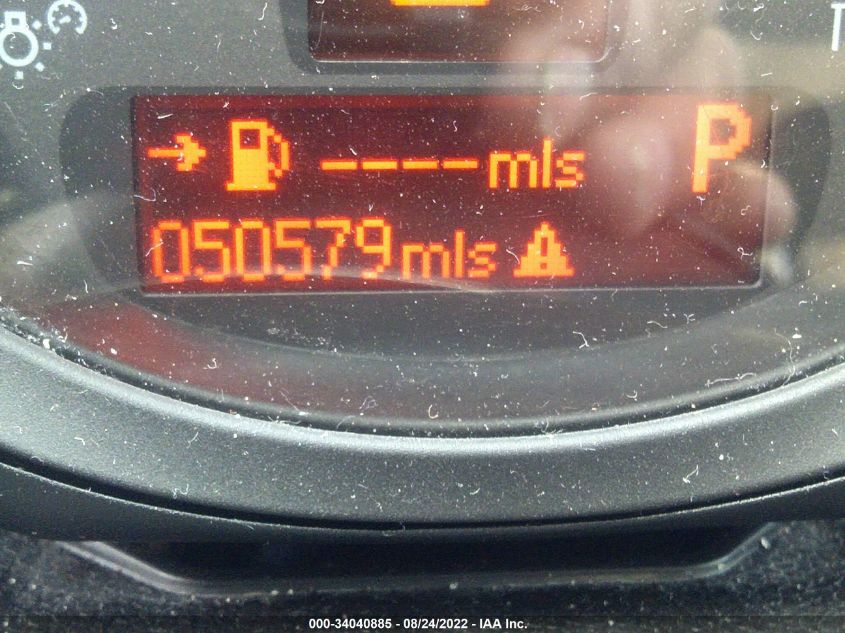 ---- mls P
050579 mls
000-34040885 - 08/24/2022 - IAA Inc.